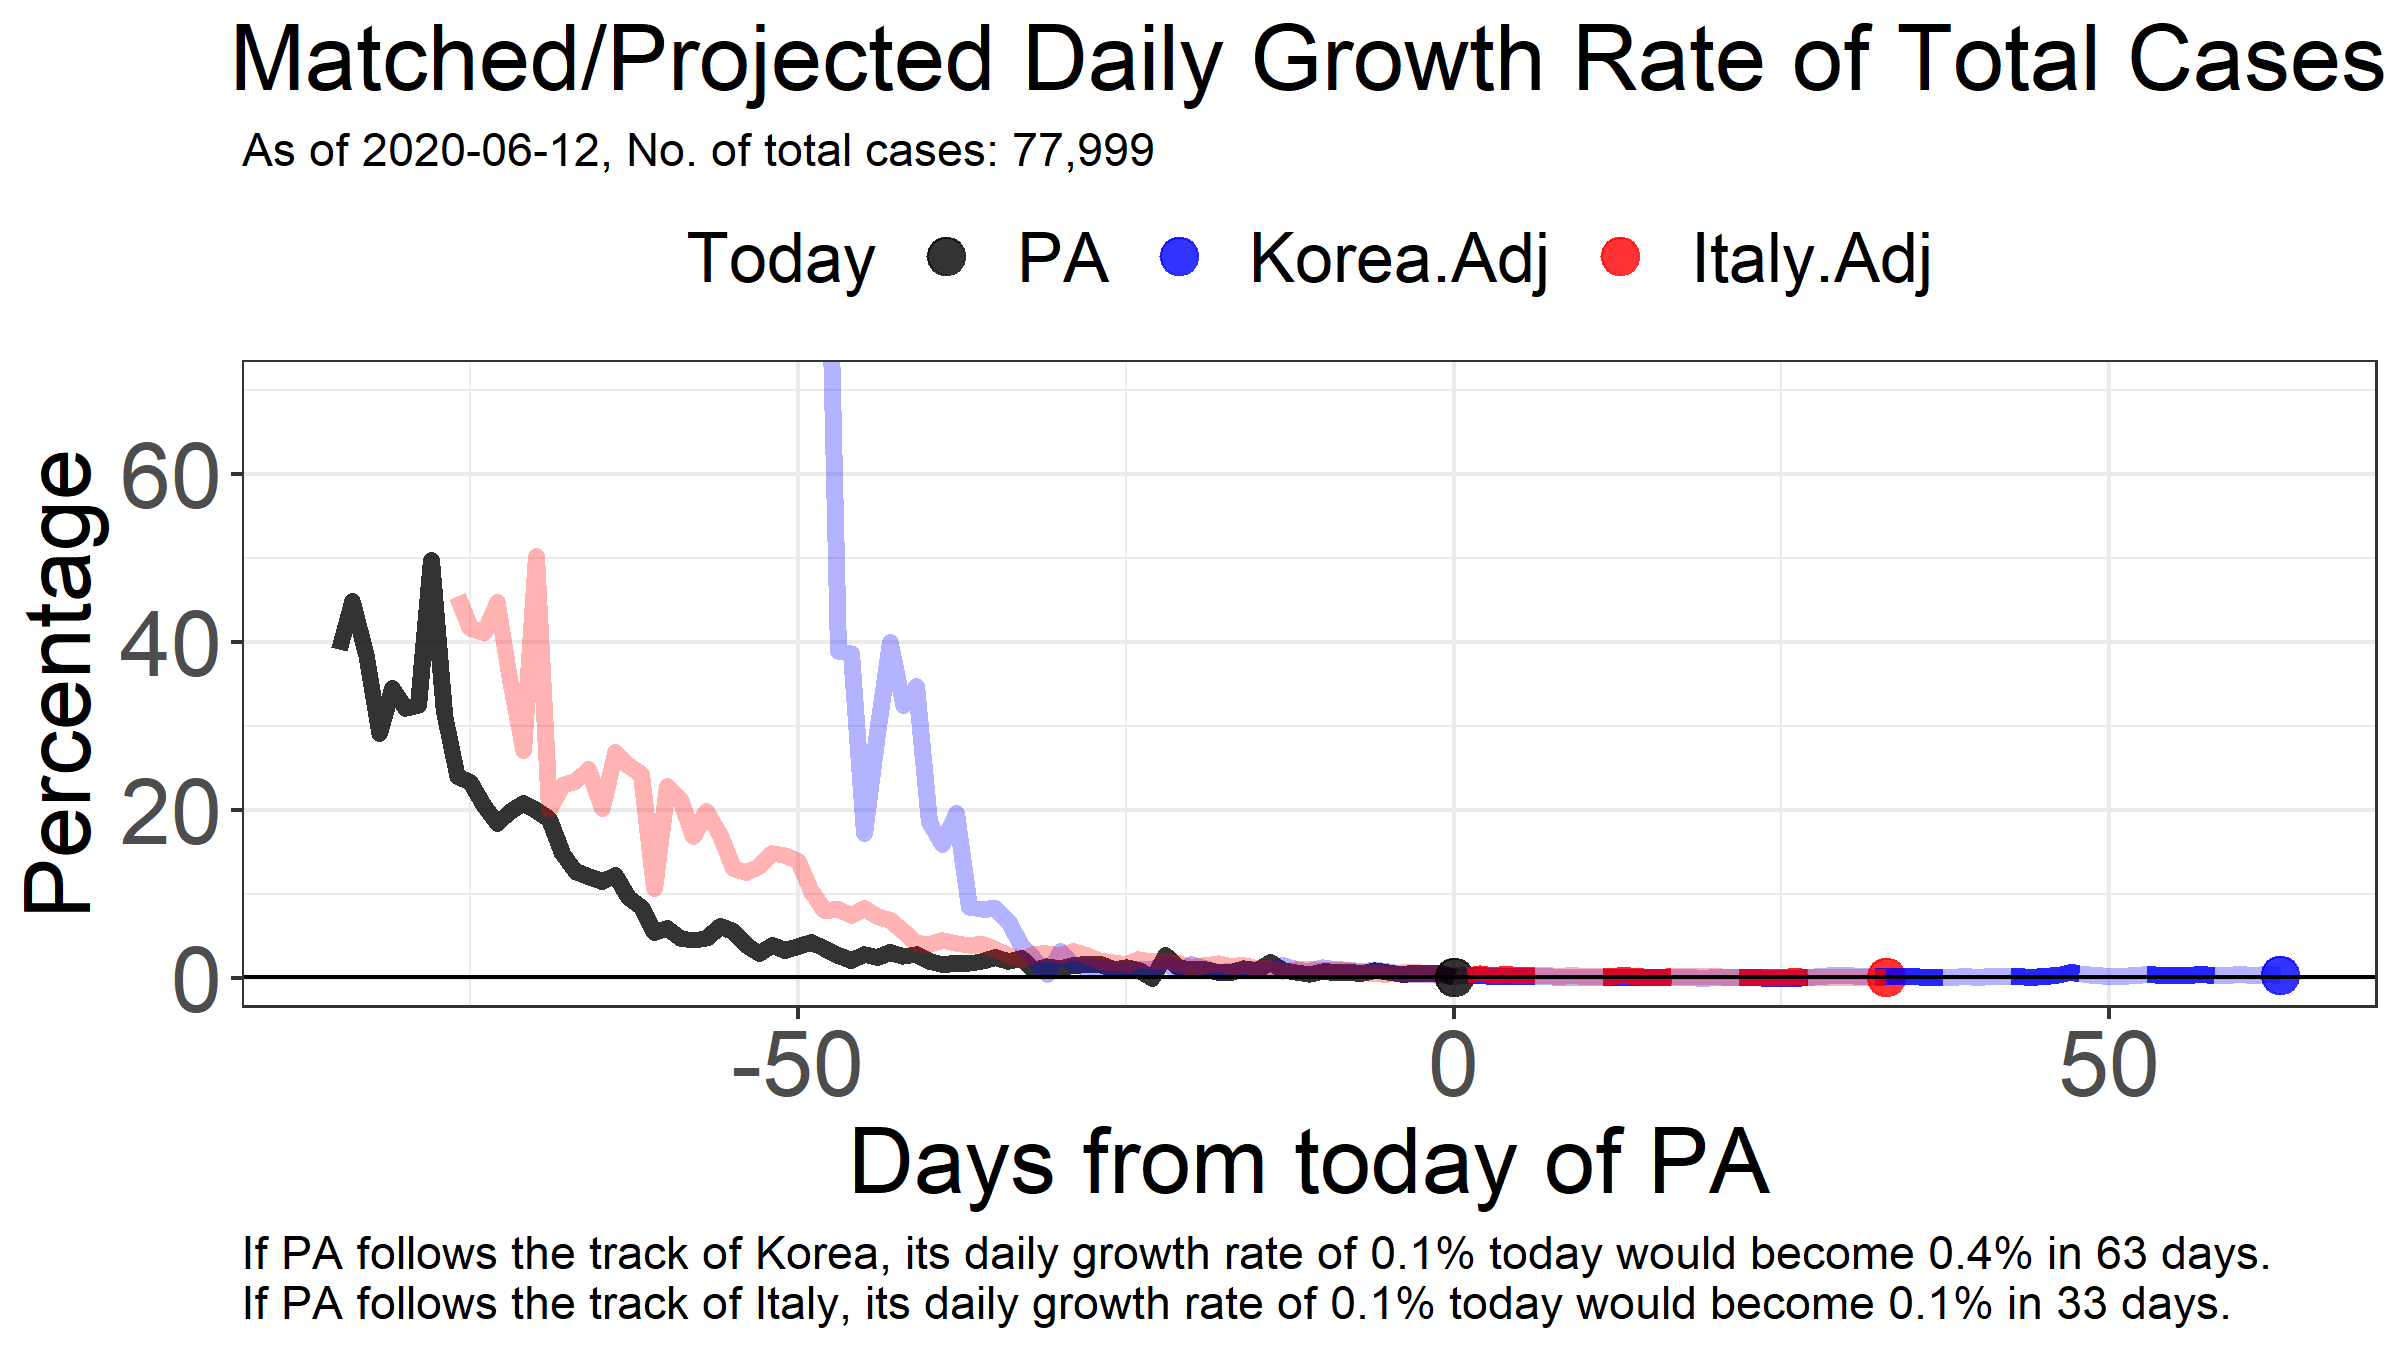 Matched/Projected Daily Growth Rate of Total Cases
As of 2020-06-12, No. of total cases: 77,999
Today PA Korea.Adj Italy.Adj
Percentage
60
40
20
0
-50 0 50
Days from today of PA
If PA follows the track of Korea, its daily growth rate of 0.1% today would become 0.4% in 63 days.
If PA follows the track of Italy, its daily growth rate of 0.1% today would become 0.1% in 33 days.